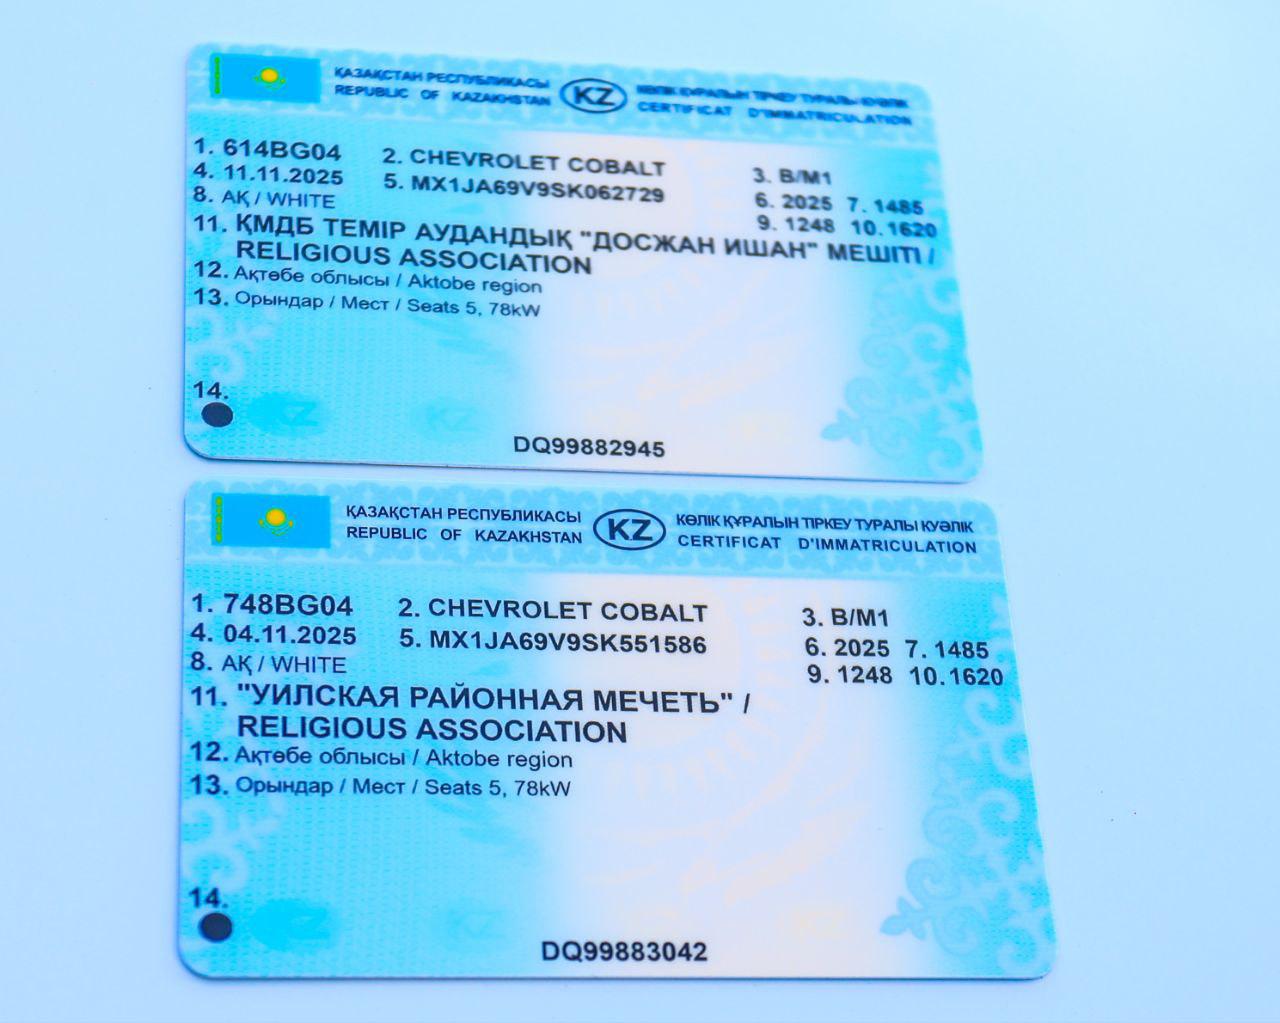 ҚАЗАҚСТАН РЕСПУБЛИКАСЫ
REPUBLIC OF KAZAKHSTAN
KZ
КӨЛІК ҚҰРАЛЫН ТІРКЕУ ТУРАЛЫ КУӘЛІК
CERTIFICAT D'IMMATRICULATION
1. 614BG04 2. CHEVROLET COBALT 3. B/M1
4. 11.11.2025 5. MX1JA69V9SK062729 6. 2025 7. 1485
8. АҚ / WHITE 9. 1248 10. 1620
11. ҚМДБ ТЕМІР АУДАНДЫҚ "ДОСЖАН ИШАН" МЕШІТІ /
RELIGIOUS ASSOCIATION
12. Ақтөбе облысы / Aktobe region
13. Орындар / Мест / Seats 5, 78kW
14.
KZ KZ
DQ99882945
ҚАЗАҚСТАН РЕСПУБЛИКАСЫ
REPUBLIC OF KAZAKHSTAN
KZ
КӨЛІК ҚҰРАЛЫН ТІРКЕУ ТУРАЛЫ КУӘЛІК
CERTIFICAT D'IMMATRICULATION
1. 748BG04 2. CHEVROLET COBALT 3. B/M1
4. 04.11.2025 5. MX1JA69V9SK551586 6. 2025 7. 1485
8. АҚ / WHITE 9. 1248 10. 1620
11. "УИЛСКАЯ РАЙОННАЯ МЕЧЕТЬ" /
RELIGIOUS ASSOCIATION
12. Ақтөбе облысы / Aktobe region
13. Орындар / Мест / Seats 5, 78kW
14.
KZ KZ KZ
DQ99883042